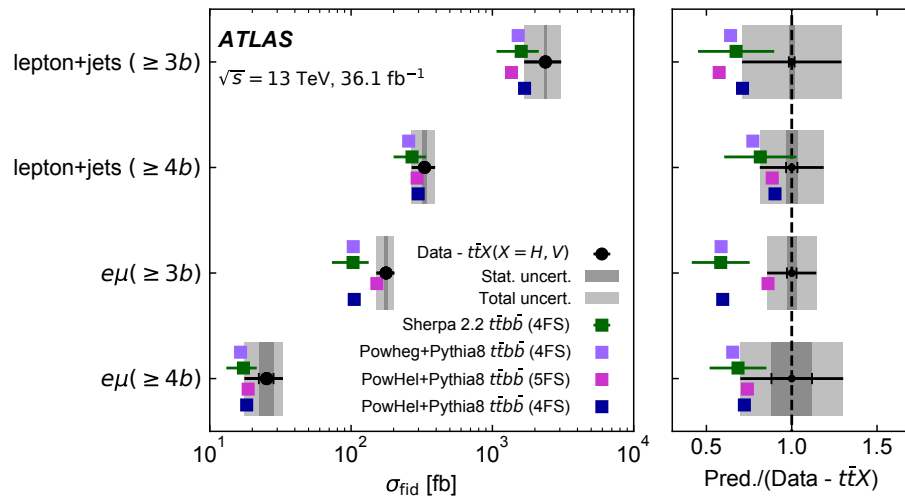 ATLAS
√s = 13 TeV, 36.1 fb⁻¹
lepton+jets ( ≥ 3b)
lepton+jets ( ≥ 4b)
eμ( ≥ 3b)
eμ( ≥ 4b)
Data - tt̄X(X = H, V)
Stat. uncert.
Total uncert.
Sherpa 2.2 tt̄bb̄ (4FS)
Powheg+Pythia8 tt̄bb̄ (4FS)
PowHel+Pythia8 tt̄bb̄ (5FS)
PowHel+Pythia8 tt̄bb̄ (4FS)
10¹ 10² 10³ 10⁴
σfid [fb]
0.5 1.0 1.5
Pred./(Data - tt̄X)